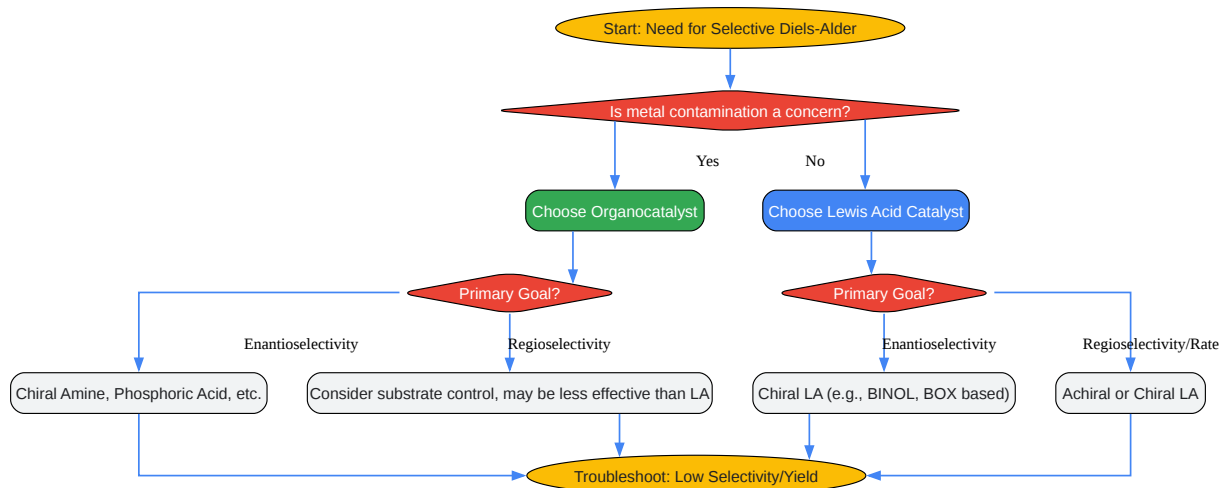 Start: Need for Selective Diels-Alder
Is metal contamination a concern?
Yes
No
Choose Organocatalyst
Choose Lewis Acid Catalyst
Primary Goal?
Primary Goal?
Enantioselectivity
Regioselectivity
Enantioselectivity
Regioselectivity/Rate
Chiral Amine, Phosphoric Acid, etc.
Consider substrate control, may be less effective than LA
Chiral LA (e.g., BINOL, BOX based)
Achiral or Chiral LA
Troubleshoot: Low Selectivity/Yield